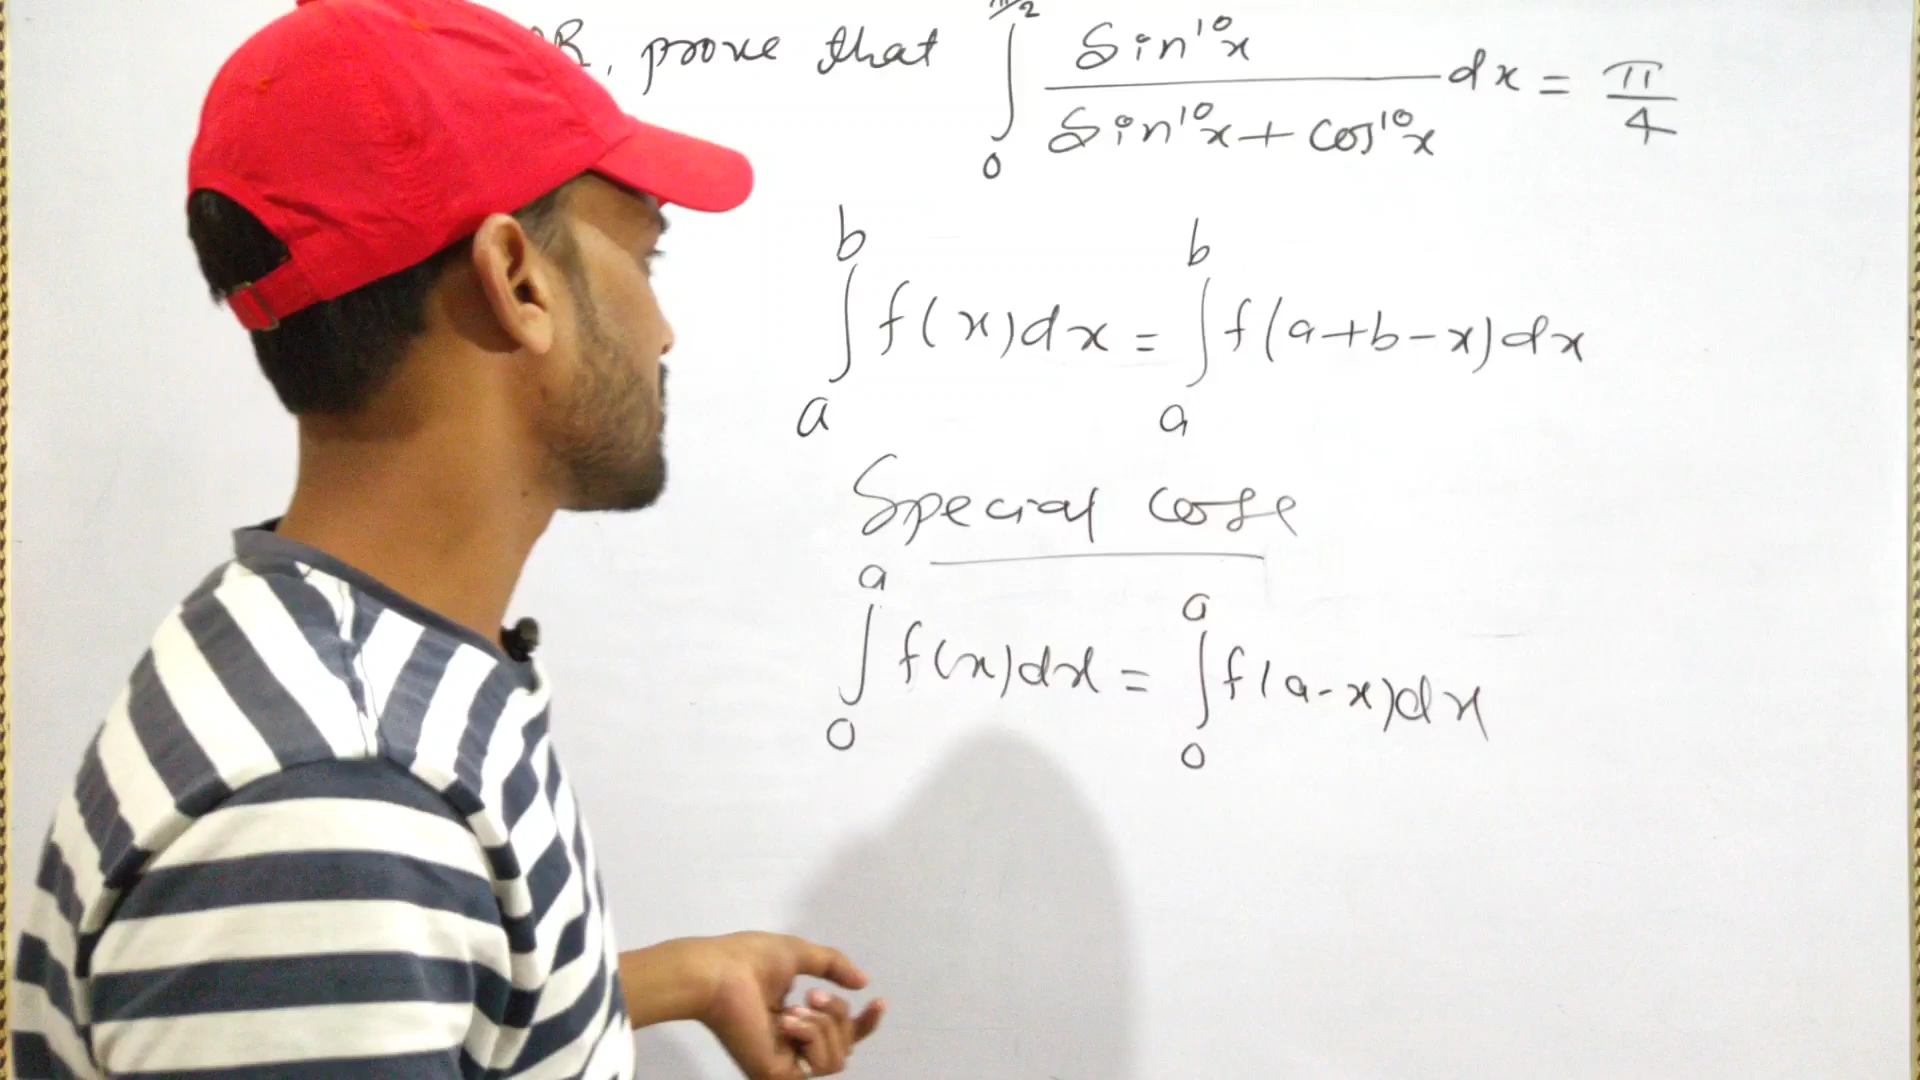 OR, prove that ∫₀^{π/2} Sin¹⁰x / (Sin¹⁰x + Cos¹⁰x) dx = π/4
∫ₐᵇ f(x)dx = ∫ₐᵇ f(a+b-x)dx
Special case
∫₀ᵃ f(x)dx = ∫₀ᵃ f(a-x)dx